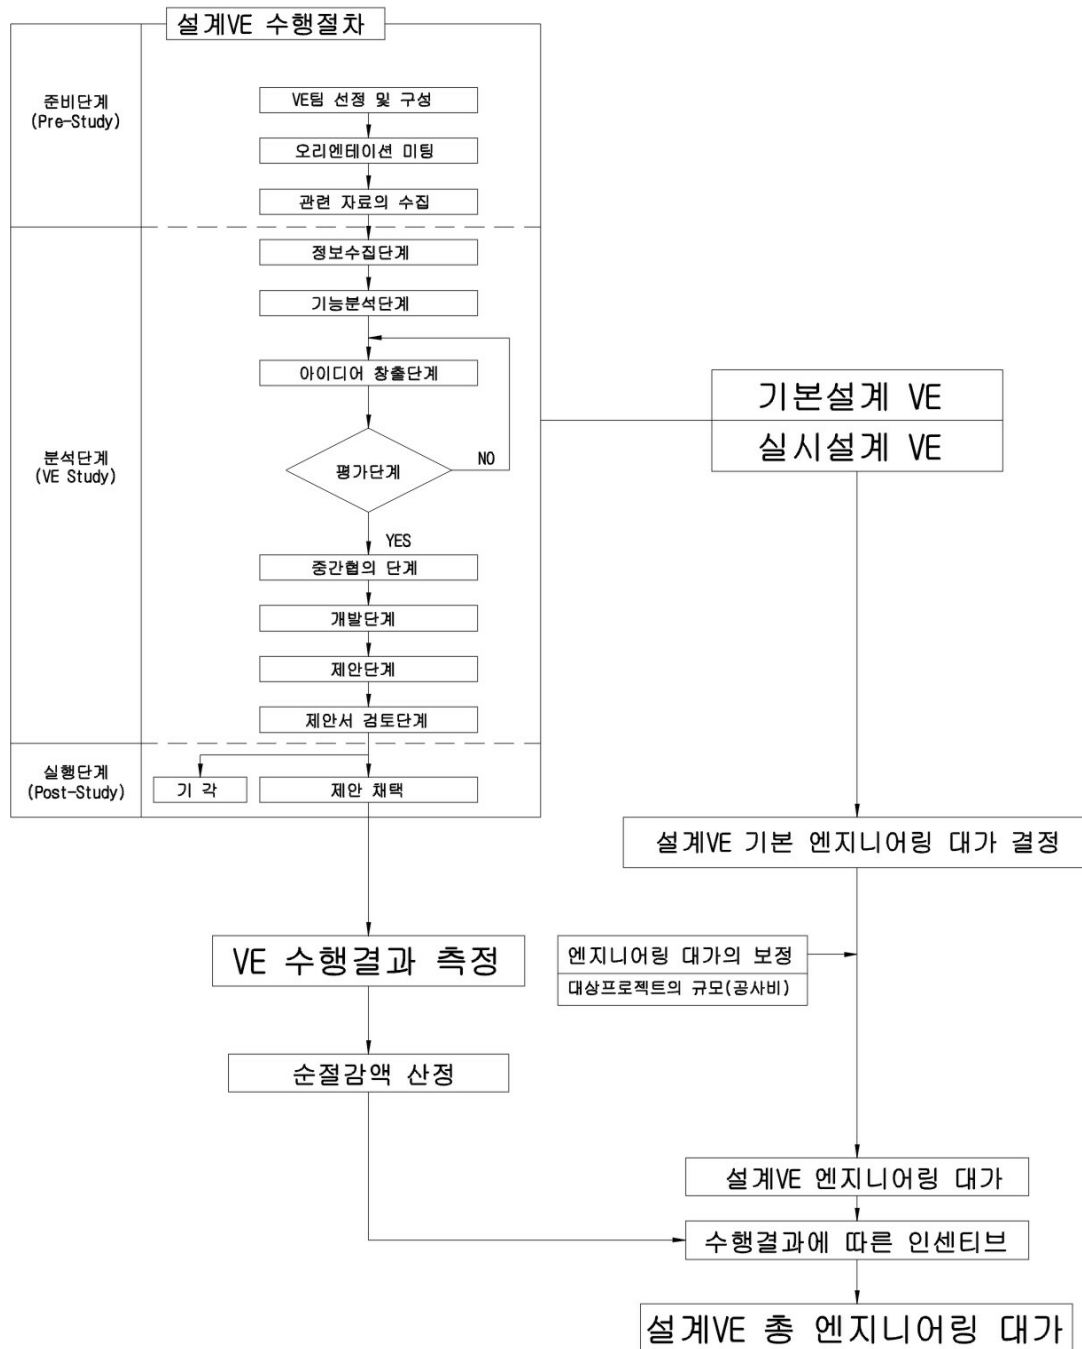 설계VE 수행절차
준비단계
(Pre-Study)
VE팀 선정 및 구성
오리엔테이션 미팅
관련 자료의 수집
분석단계
(VE Study)
정보수집단계
기능분석단계
아이디어 창출단계
평가단계
NO
YES
중간협의 단계
개발단계
제안단계
제안서 검토단계
실행단계
(Post-Study)
기 각
제안 채택
기본설계 VE
실시설계 VE
설계VE 기본 엔지니어링 대가 결정
VE 수행결과 측정
엔지니어링 대가의 보정
대상프로젝트의 규모(공사비)
순절감액 산정
설계VE 엔지니어링 대가
수행결과에 따른 인센티브
설계VE 총 엔지니어링 대가